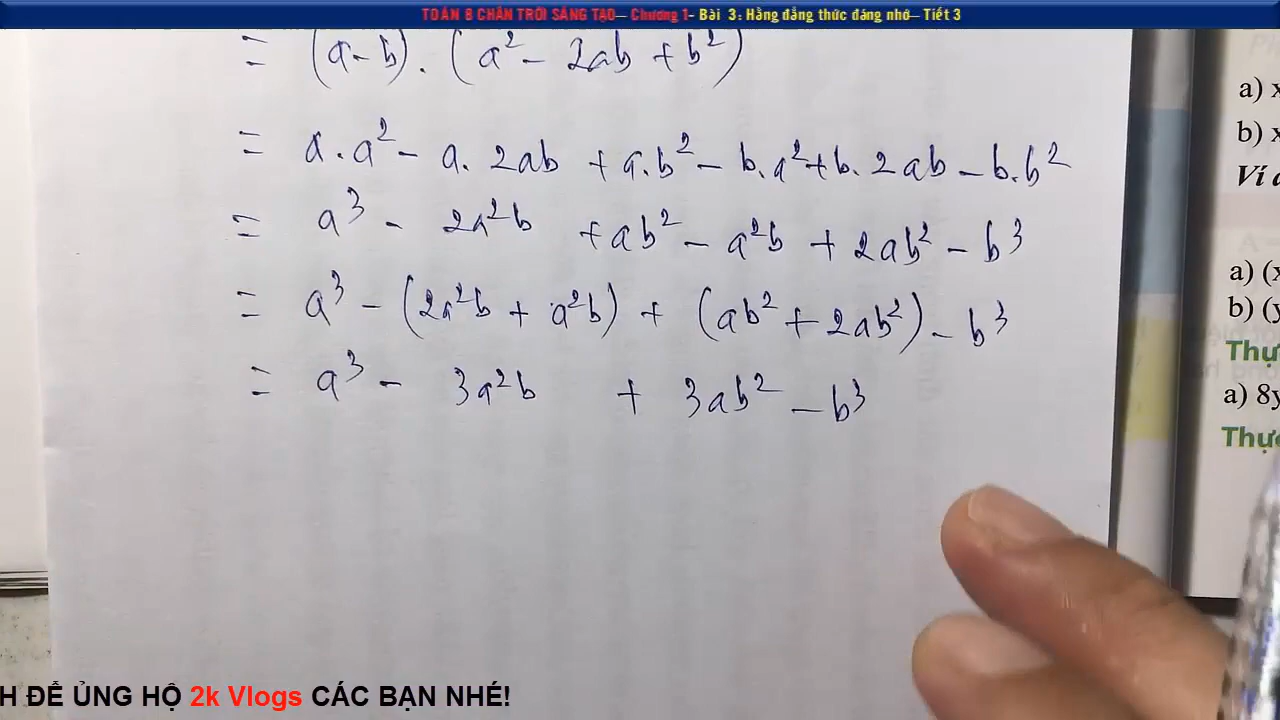 TOÁN 8 CHÂN TRỜI SÁNG TẠO– Chương 1- Bài 3: Hằng đẳng thức đáng nhớ– Tiết 3
= (a-b). (a² - 2ab + b²)
= a.a² - a. 2ab + a.b² - b.a² + b. 2ab - b.b²
= a³ - 2a²b + ab² - a²b + 2ab² - b³
= a³ - (2a²b + a²b) + (ab² + 2ab²) - b³
= a³ - 3a²b + 3ab² - b³
a) x
b) x
Ví
a) (x
b) (y
a) 8y
H ĐỂ ỦNG HỘ 2k Vlogs CÁC BẠN NHÉ!